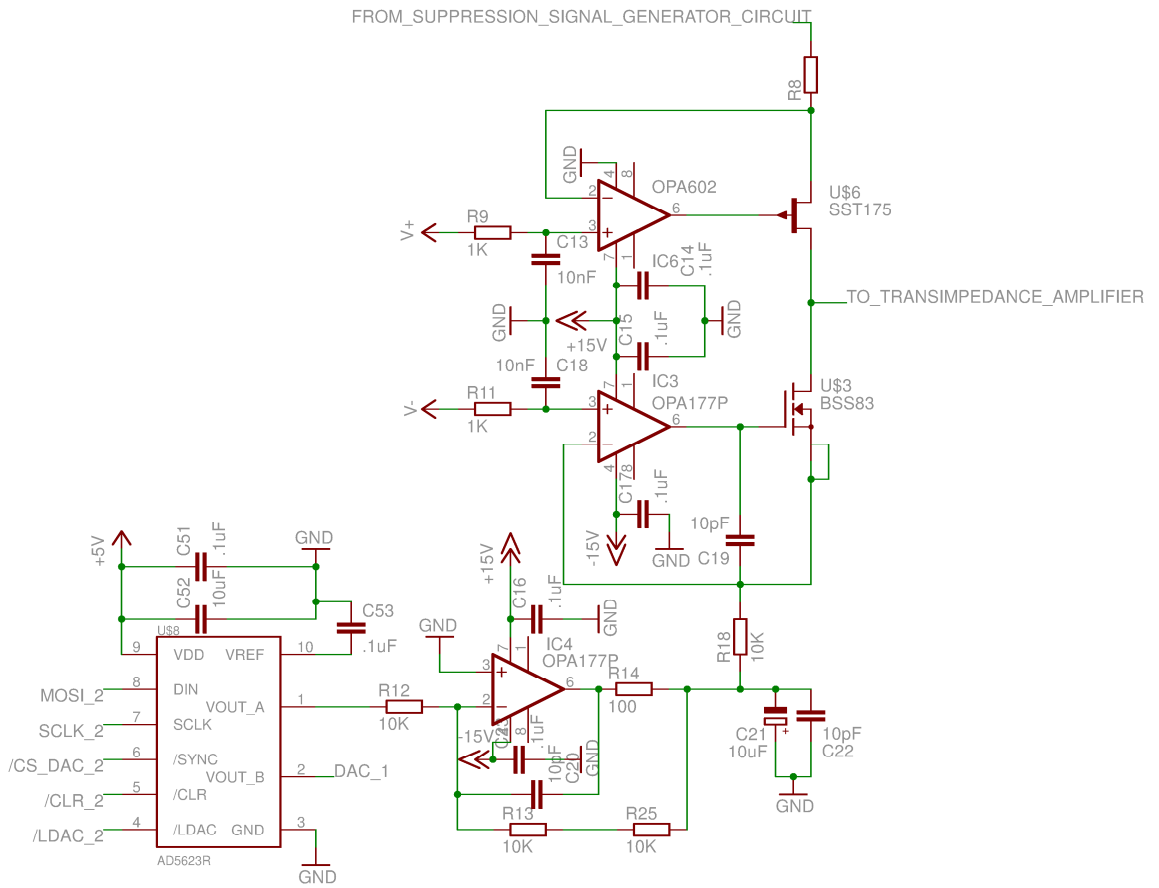 FROM_SUPPRESSION_SIGNAL_GENERATOR_CIRCUIT
R8
GND
4
8
OPA602
2
6
3
7
1
U$6
SST175
V+
R9
1K
C13
10nF
IC6
C14
.1uF
GND
+15V
C15
.1uF
GND
TO_TRANSIMPEDANCE_AMPLIFIER
10nF
C18
7
1
IC3
OPA177P
V-
R11
1K
3
2
6
4
8
U$3
BSS83
C17
.1uF
-15V
GND
10pF
C19
+5V
C51
.1uF
GND
C52
10uF
C53
.1uF
U$8
9
VDD
VREF
10
MOSI_2
8
DIN
VOUT_A
1
SCLK_2
7
SCLK
/CS_DAC_2
6
/SYNC
VOUT_B
2
DAC_1
/CLR_2
5
/CLR
/LDAC_2
4
/LDAC
GND
3
AD5623R
GND
R12
10K
GND
+15V
C16
.1uF
GND
7
1
IC4
OPA177P
3
2
6
8
-15V
.1uF
GND
10pF
C20
R14
100
R13
10K
R25
10K
R18
10K
C21
10uF
+
10pF
C22
GND